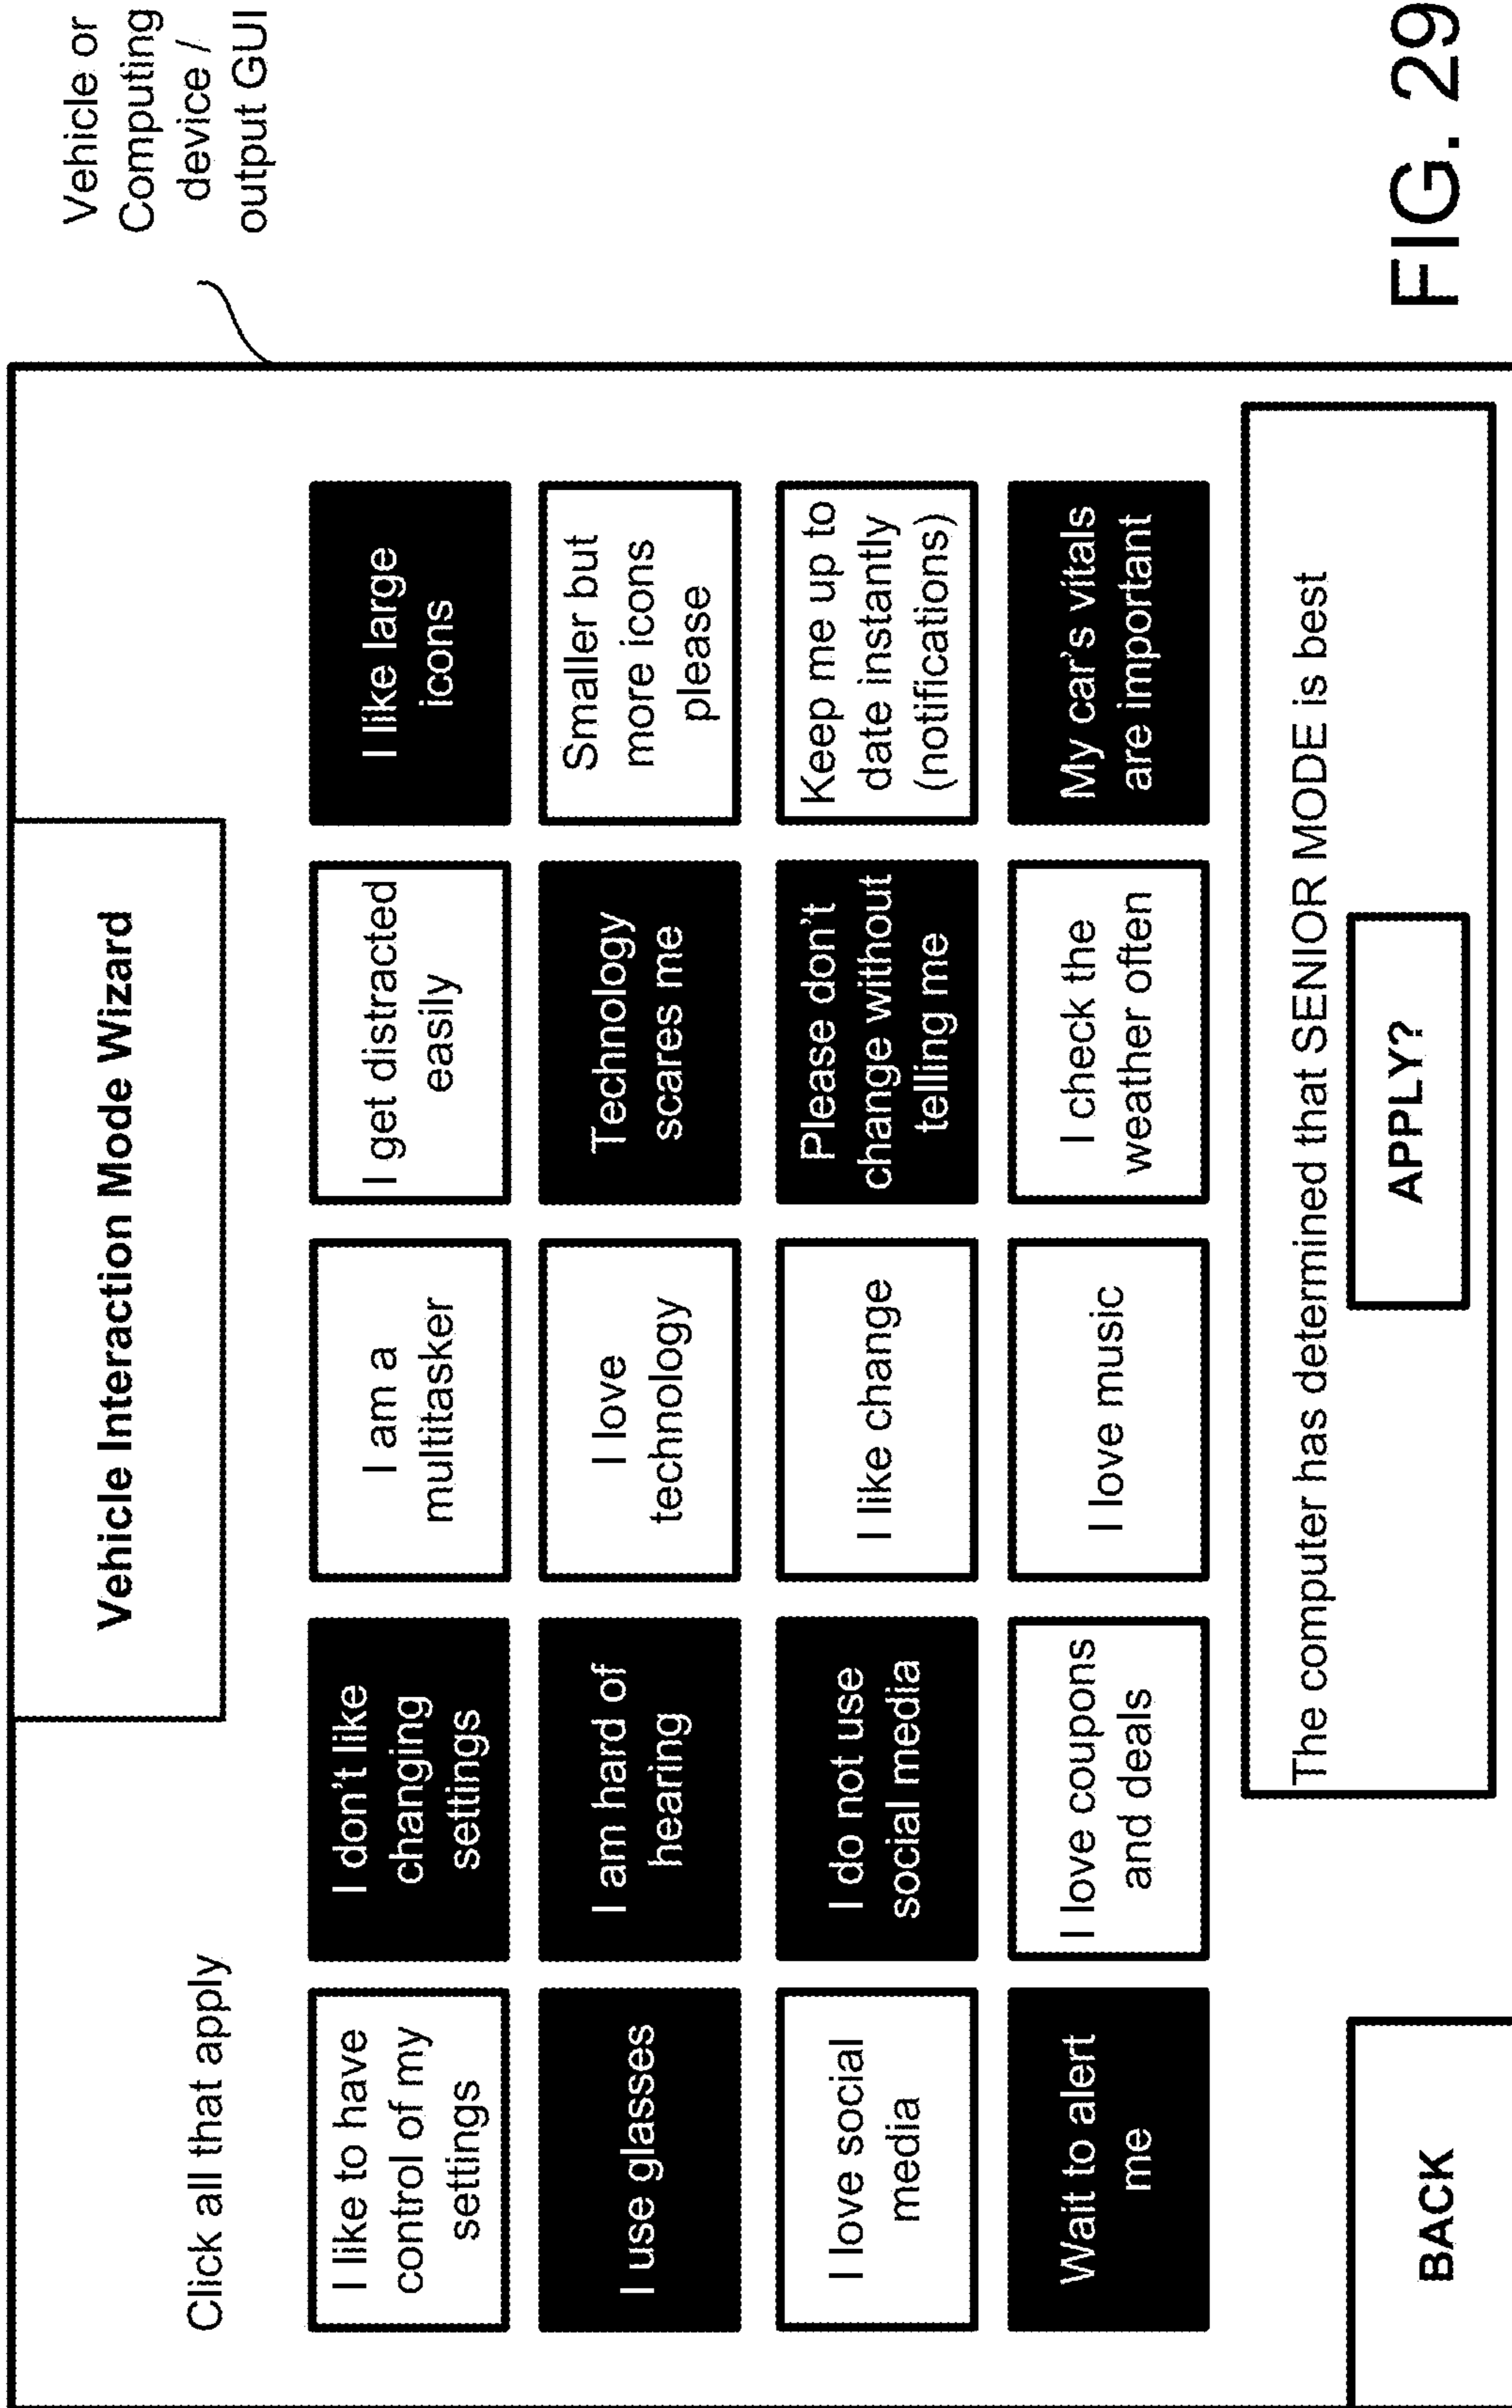 Vehicle Interaction Mode Wizard
Vehicle or
Computing
device /
output GUI
Click all that apply
I like to have
control of my
settings
I don't like
changing
settings
I am a
multitasker
I get distracted
easily
I like large
icons
I use glasses
I am hard of
hearing
I love
technology
Technology
scares me
Smaller but
more icons
please
I love social
media
I do not use
social media
I like change
Please don't
change without
telling me
Keep me up to
date instantly
(notifications)
Wait to alert
me
I love coupons
and deals
I love music
I check the
weather often
My car's vitals
are important
The computer has determined that SENIOR MODE is best
APPLY?
BACK
FIG. 29